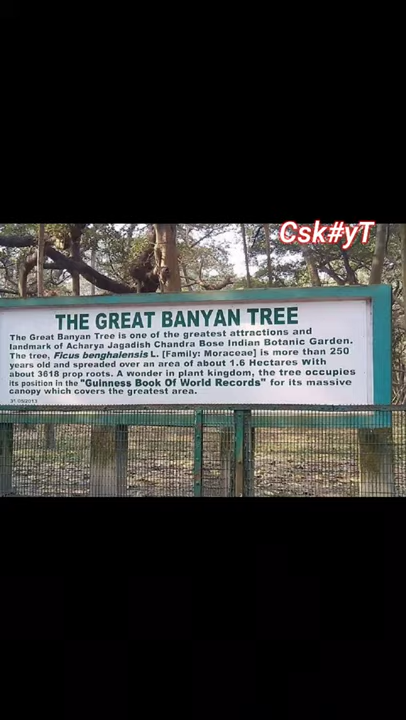 Csk#yT
THE GREAT BANYAN TREE
The Great Banyan Tree is one of the greatest attractions and
landmark of Acharya Jagadish Chandra Bose Indian Botanic Garden.
The tree, Ficus benghalensis L. [Family: Moraceae] is more than 250
years old and spreaded over an area of about 1.6 Hectares With
about 3618 prop roots. A wonder in plant kingdom, the tree occupies
its position in the "Guinness Book Of World Records" for its massive
canopy which covers the greatest area.